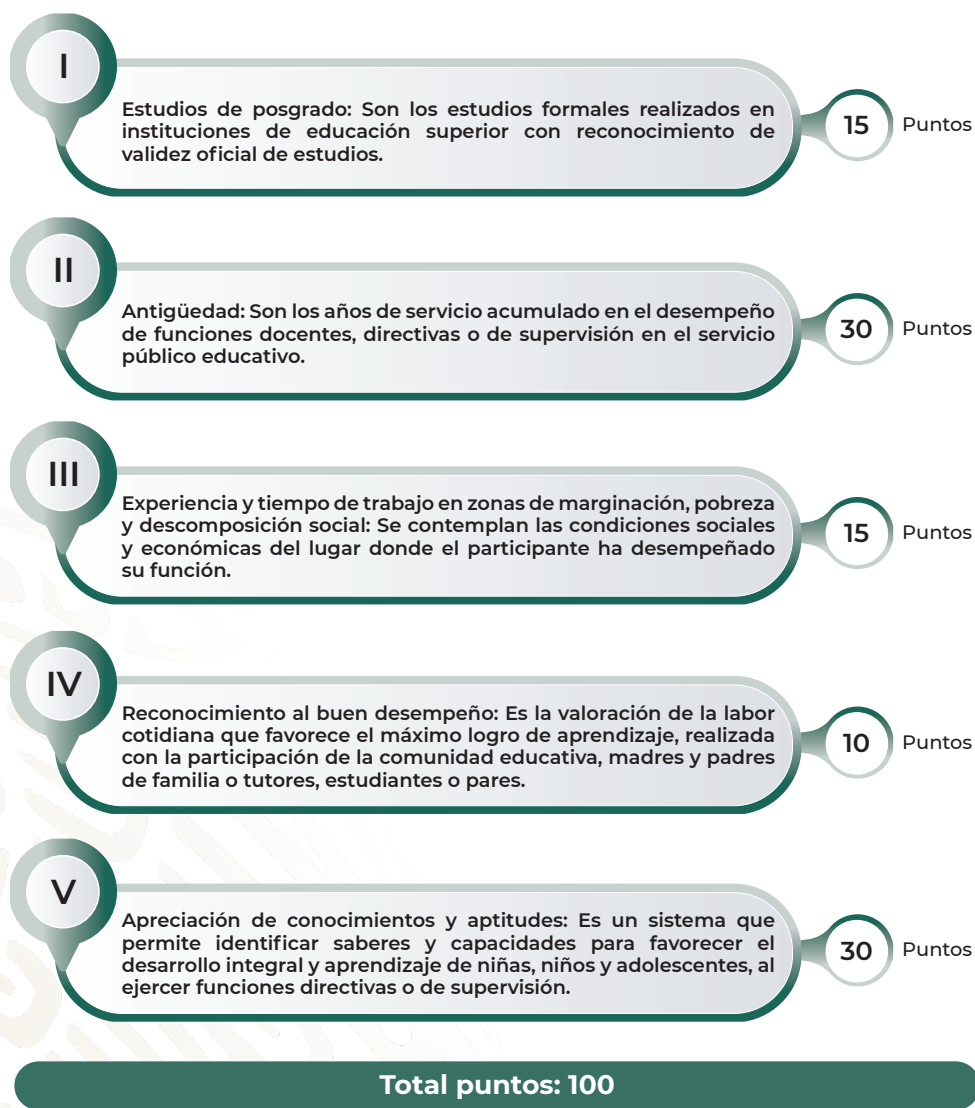 I
Estudios de posgrado: Son los estudios formales realizados en
instituciones de educación superior con reconocimiento de
validez oficial de estudios.
15 Puntos
II
Antigüedad: Son los años de servicio acumulado en el desempeño
de funciones docentes, directivas o de supervisión en el servicio
público educativo.
30 Puntos
III
Experiencia y tiempo de trabajo en zonas de marginación, pobreza
y descomposición social: Se contemplan las condiciones sociales
y económicas del lugar donde el participante ha desempeñado
su función.
15 Puntos
IV
Reconocimiento al buen desempeño: Es la valoración de la labor
cotidiana que favorece el máximo logro de aprendizaje, realizada
con la participación de la comunidad educativa, madres y padres
de familia o tutores, estudiantes o pares.
10 Puntos
V
Apreciación de conocimientos y aptitudes: Es un sistema que
permite identificar saberes y capacidades para favorecer el
desarrollo integral y aprendizaje de niñas, niños y adolescentes, al
ejercer funciones directivas o de supervisión.
30 Puntos
Total puntos: 100